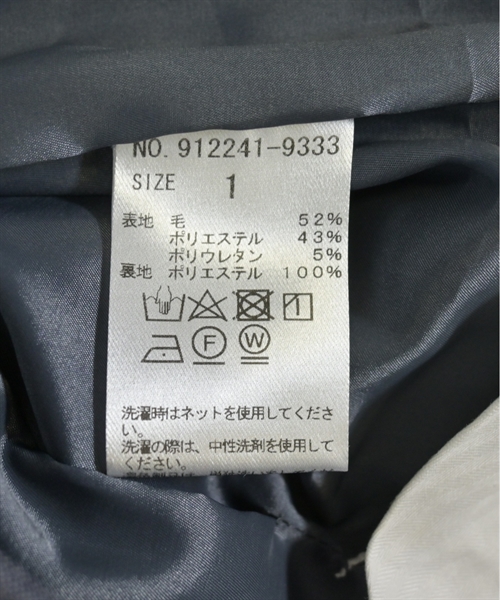 NO. 912241-9333
SIZE 1
表地 毛 52%
ポリエステル 43%
ポリウレタン 5%
裏地 ポリエステル 100%
F W
洗濯時はネットを使用してくださ
い。
洗濯の際は、中性洗剤を使用して
ください。